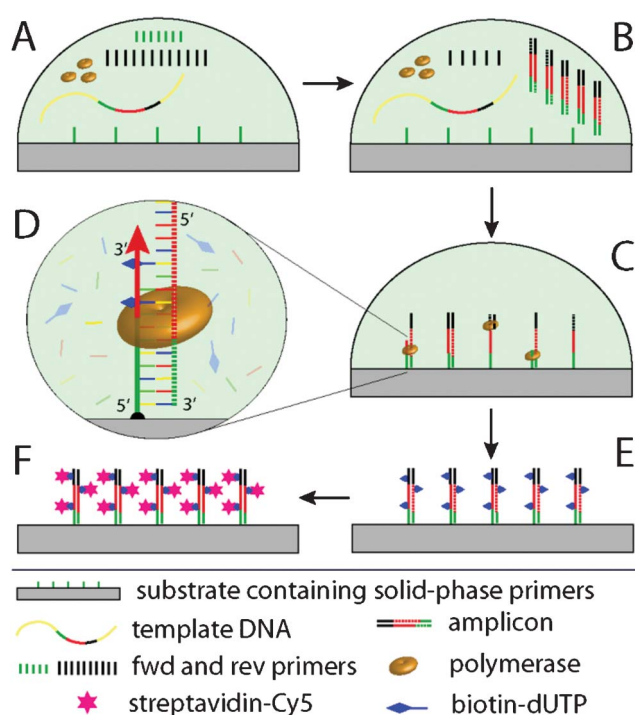 A
B
D
5′
3′
C
5′
3′
F
E
substrate containing solid-phase primers
template DNA
amplicon
fwd and rev primers
polymerase
streptavidin-Cy5
biotin-dUTP